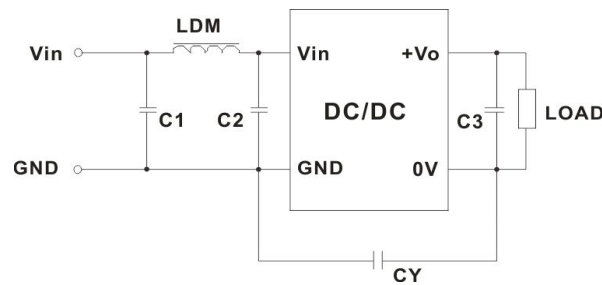 LDM
Vin
Vin
+Vo
C1
C2
DC/DC
C3
LOAD
GND
GND
0V
CY